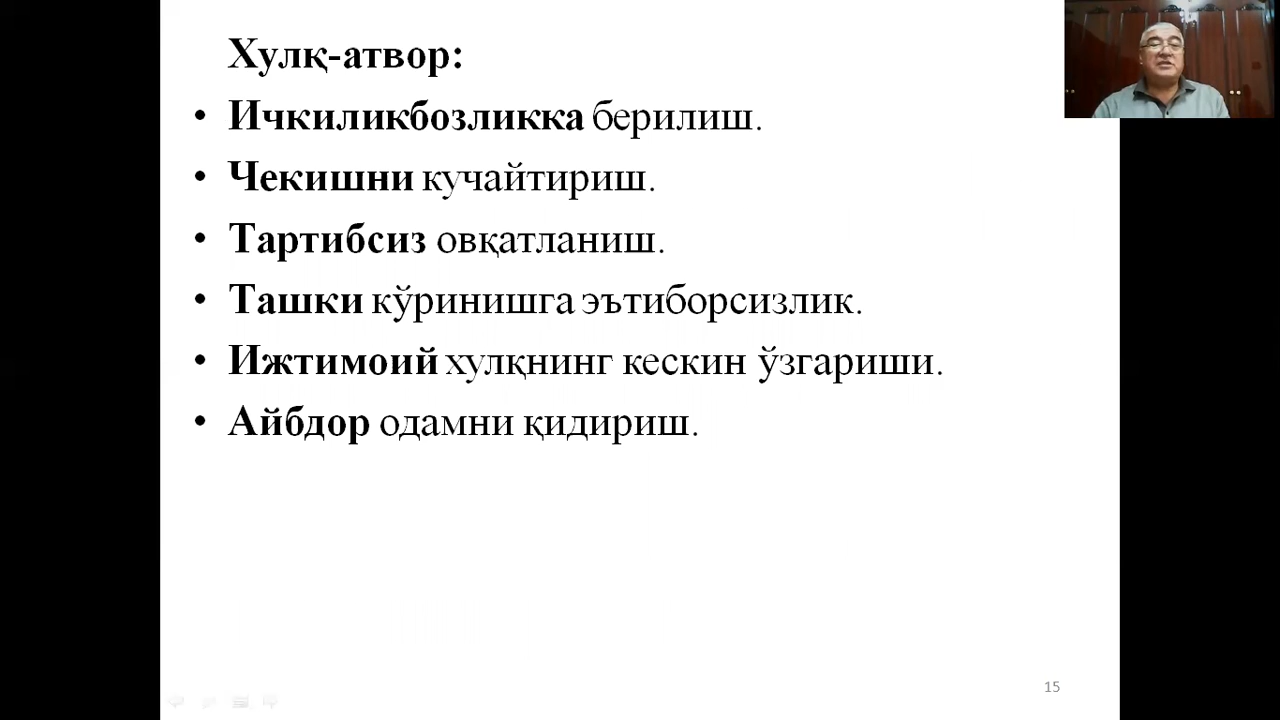 Хулқ-атвор:
• Ичкиликбозликка берилиш.
• Чекишни кучайтириш.
• Тартибсиз овқатланиш.
• Ташки кўринишга эътиборсизлик.
• Ижтимоий хулқнинг кескин ўзгариши.
• Айбдор одамни қидириш.
15